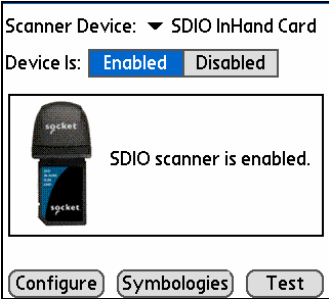 Scanner Device: SDIO InHand Card
Device Is: Enabled Disabled
socket
SDIO scanner is enabled.
socket
Configure Symbologies Test